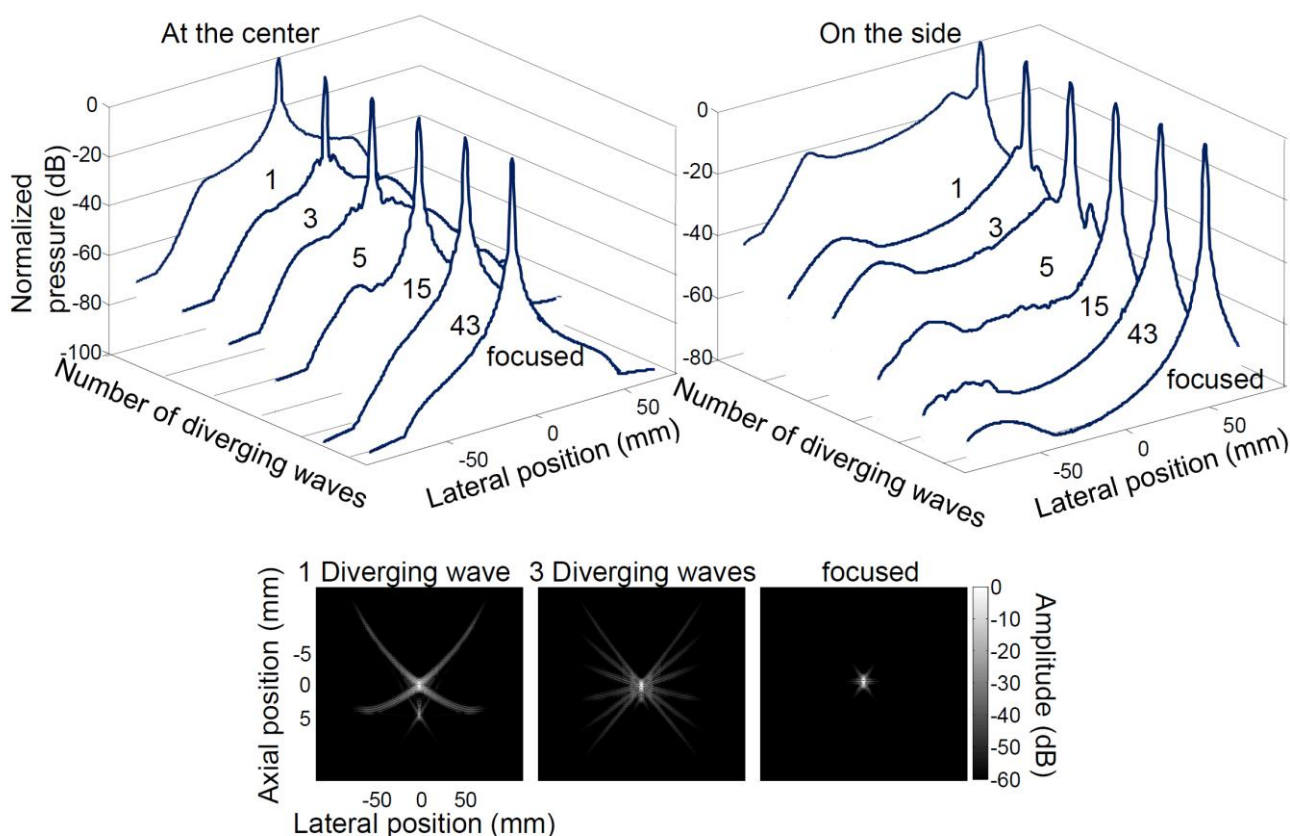 At the center
On the side
Normalized
pressure (dB)
0
-20
-40
-60
-80
-100
1
3
5
15
43
focused
Number of diverging waves
-50
0
50
Lateral position (mm)
0
-20
-40
-60
-80
1
3
5
15
43
focused
Number of diverging waves
-50
0
50
Lateral position (mm)
1 Diverging wave
3 Diverging waves
focused
Axial position (mm)
-5
0
5
-50 0 50
Lateral position (mm)
0
-10
-20
-30
-40
-50
-60
Amplitude (dB)